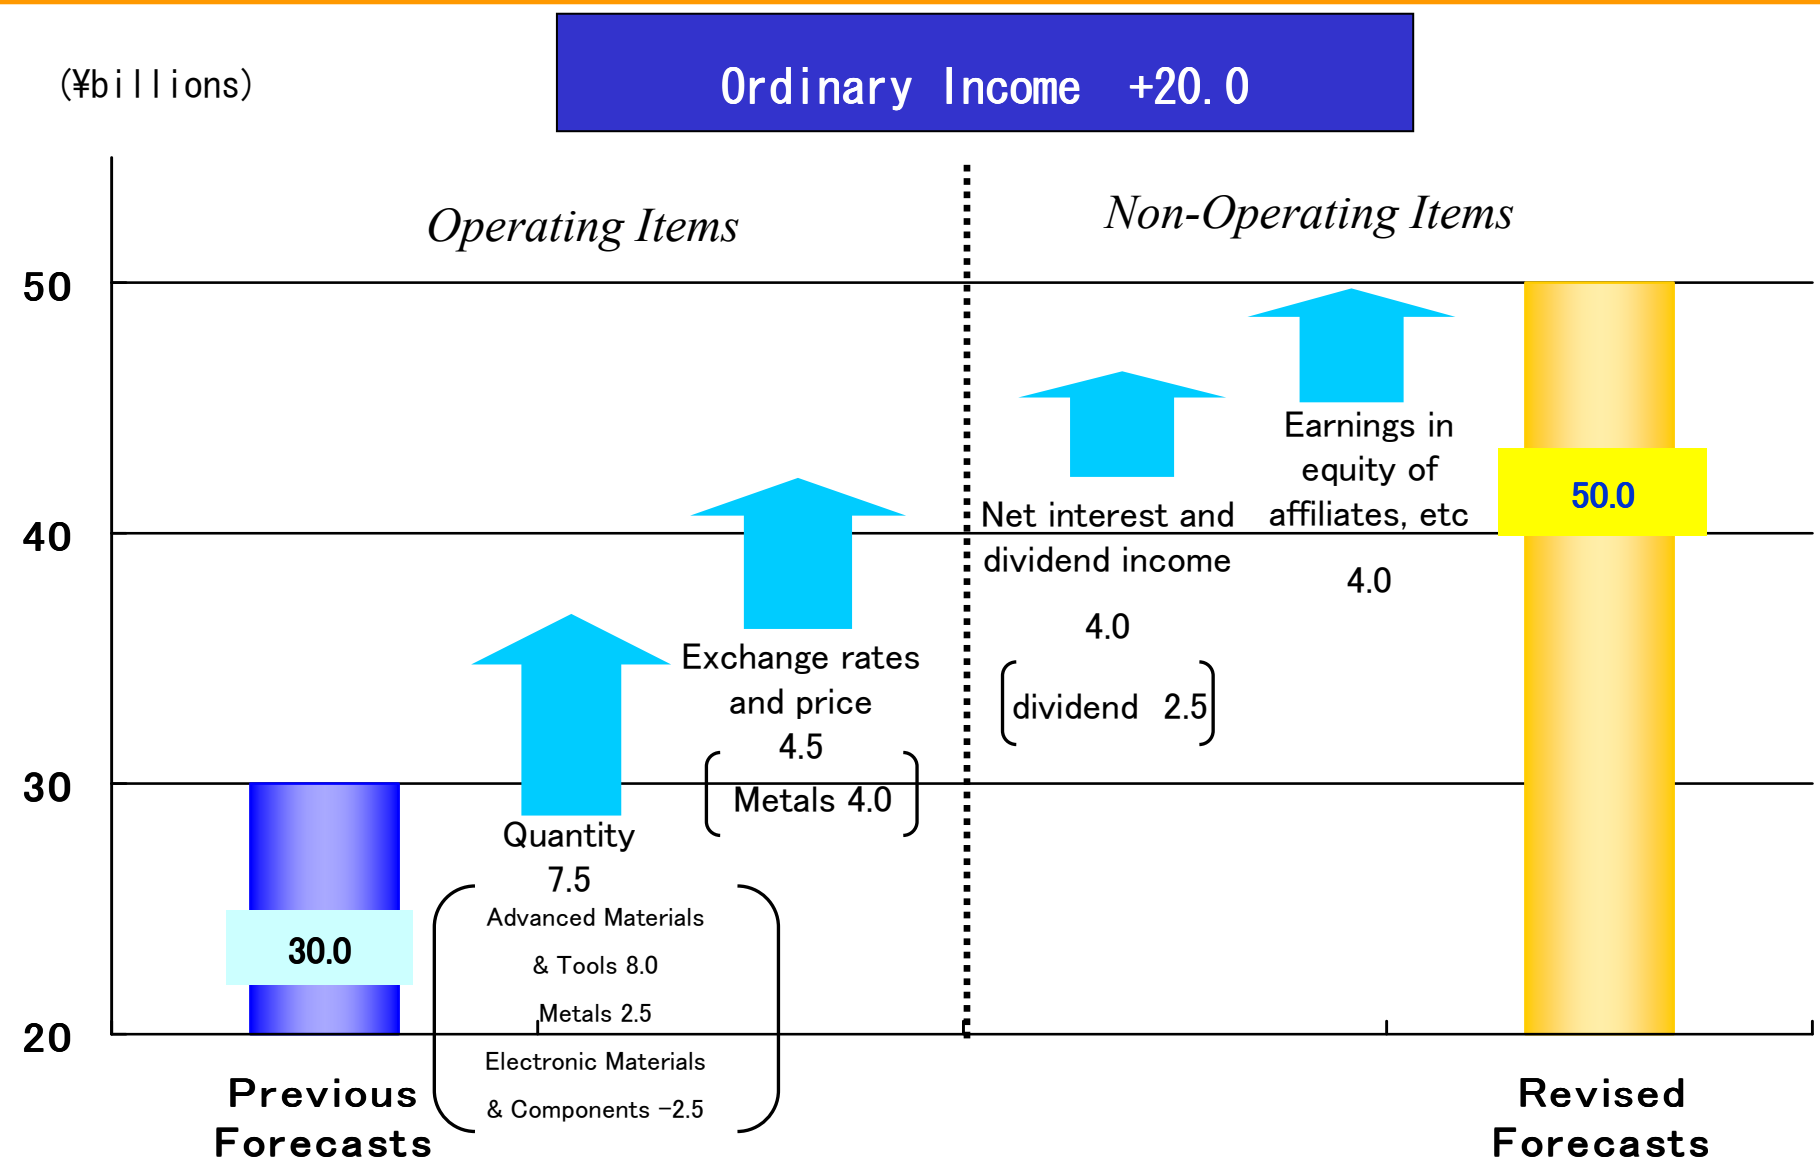 (¥billions)
Ordinary Income +20.0
Operating Items
Non-Operating Items
50
40
30
20
Previous
Forecasts
30.0
Quantity
7.5
Advanced Materials
& Tools 8.0
Metals 2.5
Electronic Materials
& Components -2.5
Exchange rates
and price
4.5
Metals 4.0
Net interest and
dividend income
4.0
dividend 2.5
Earnings in
equity of
affiliates, etc
4.0
50.0
Revised
Forecasts